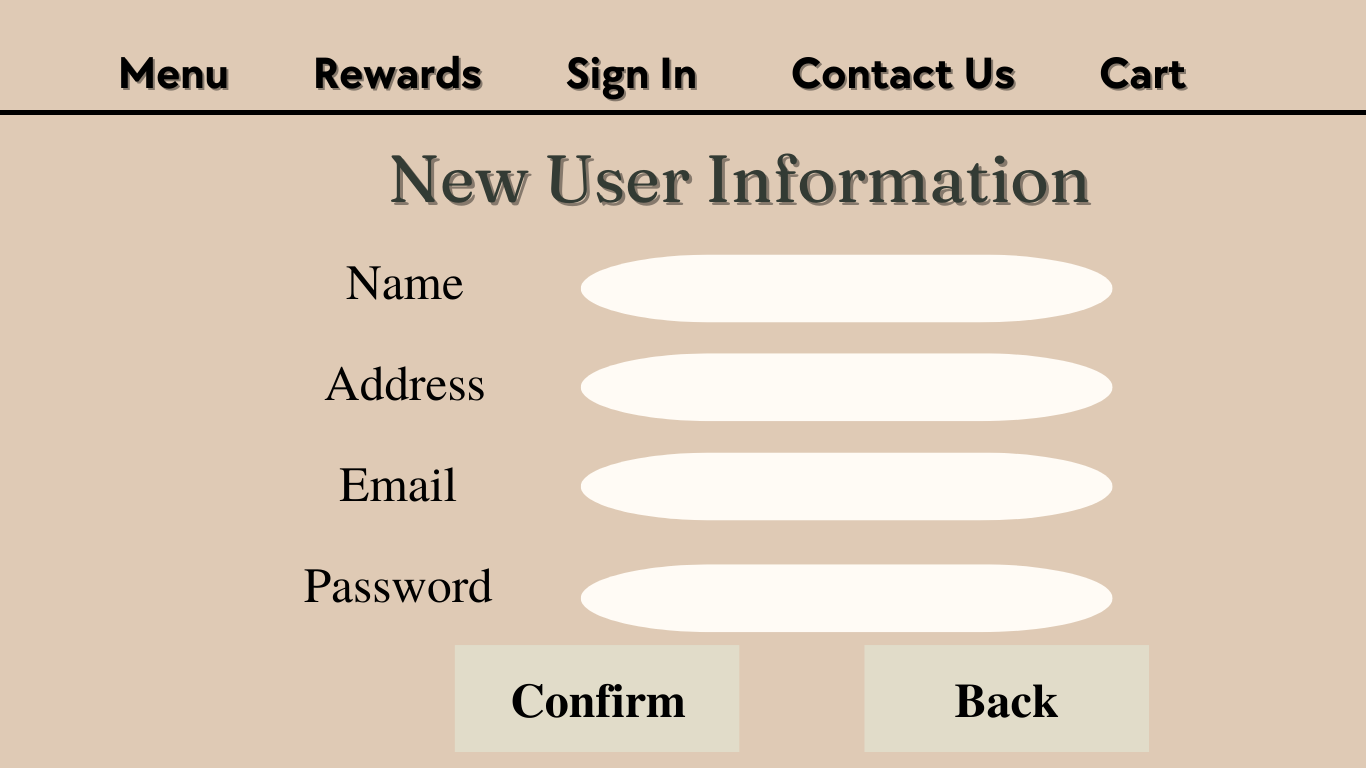 Menu Rewards Sign In Contact Us Cart
New User Information
Name
Address
Email
Password
Confirm Back